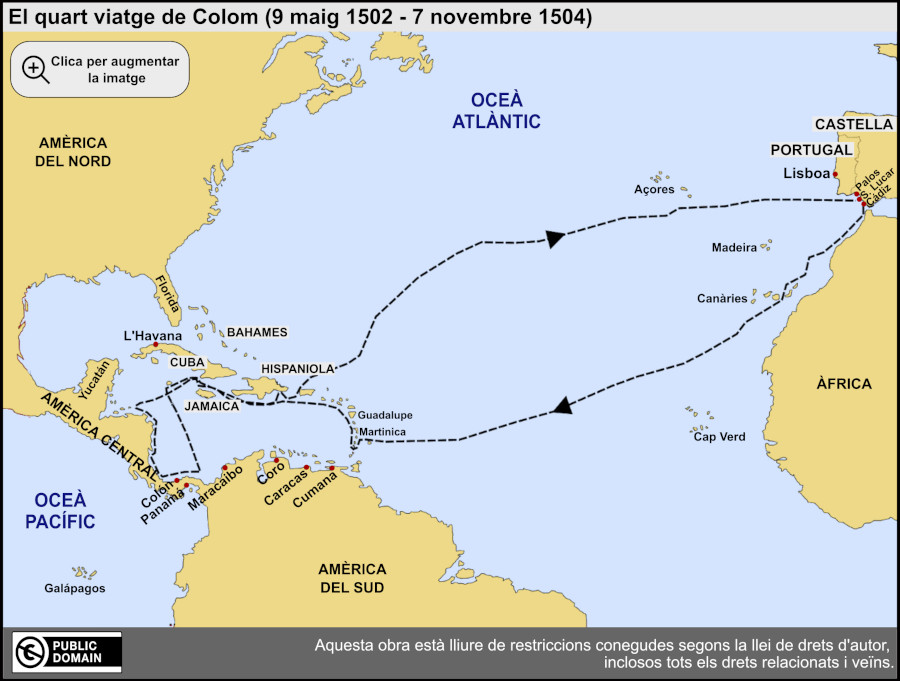 El quart viatge de Colom (9 maig 1502 - 7 novembre 1504)
Clica per augmentar
la imatge
OCEÀ
ATLÀNTIC
CASTELLA
AMÈRICA
DEL NORD
PORTUGAL
Lisboa
Palos
S. Lucar
Cádiz
Açores
Madeira
Canàries
Florida
L'Havana
BAHAMES
CUBA
HISPANIOLA
Yucatán
JAMAICA
ÀFRICA
AMÈRICA CENTRAL
Guadalupe
Martinica
Cap Verd
OCEÀ
PACÍFIC
Colón
Panamá
Maracaibo
Coro
Caracas
Cumana
Galápagos
AMÈRICA
DEL SUD
PUBLIC
DOMAIN
Aquesta obra està lliure de restriccions conegudes segons la llei de drets d'autor,
inclosos tots els drets relacionats i veïns.